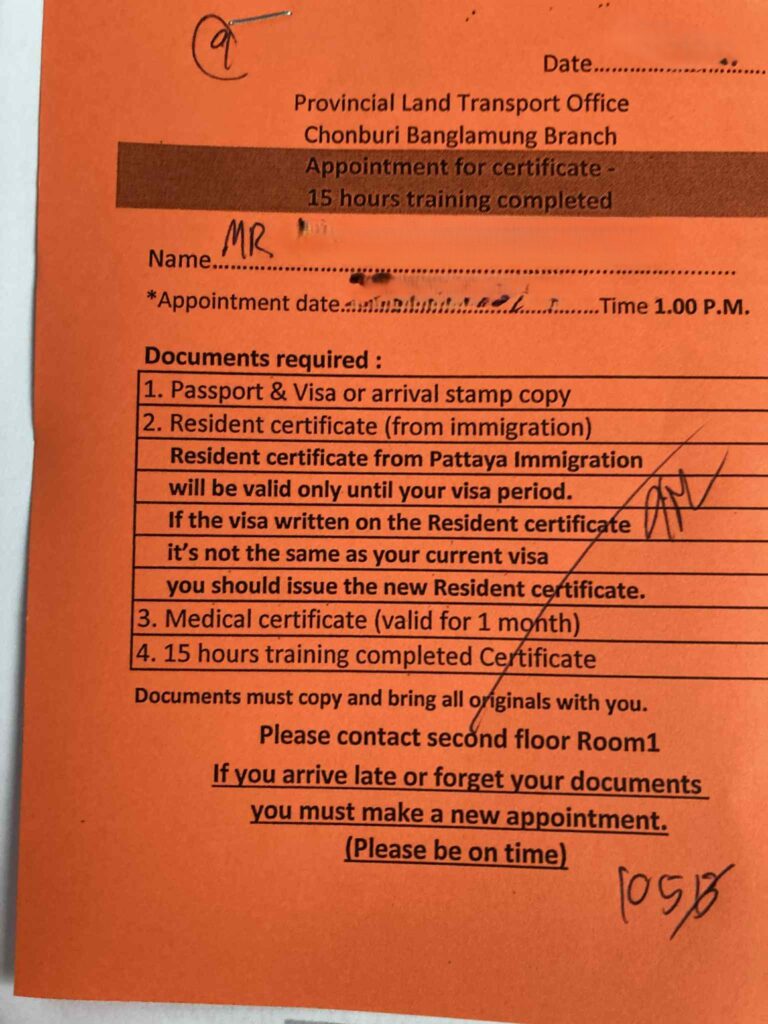 9
Date
Provincial Land Transport Office
Chonburi Banglamung Branch
Appointment for certificate -
15 hours training completed
Name MR
*Appointment date Time 1.00 P.M.
Documents required :
1. Passport & Visa or arrival stamp copy
2. Resident certificate (from immigration)
Resident certificate from Pattaya Immigration
will be valid only until your visa period.
If the visa written on the Resident certificate
it's not the same as your current visa
you should issue the new Resident certificate.
3. Medical certificate (valid for 1 month)
4. 15 hours training completed Certificate
Documents must copy and bring all originals with you.
Please contact second floor Room1
If you arrive late or forget your documents
you must make a new appointment.
(Please be on time)
105฿